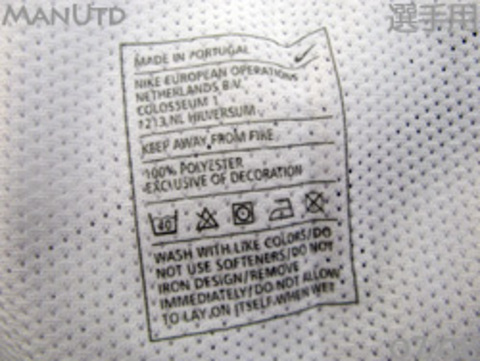 MANUTD
選手用
MADE IN PORTUGAL
NIKE EUROPEAN OPERATIONS
NETHERLANDS B.V.
COLOSSEUM 1
1213 NL HILVERSUM
KEEP AWAY FROM FIRE
100% POLYESTER
EXCLUSIVE OF DECORATION
40
WASH WITH LIKE COLORS/DO
NOT USE SOFTENERS/DO NOT
IRON DESIGN/REMOVE
IMMEDIATELY/DO NOT ALLOW
TO LAY ON ITSELF WHEN WET